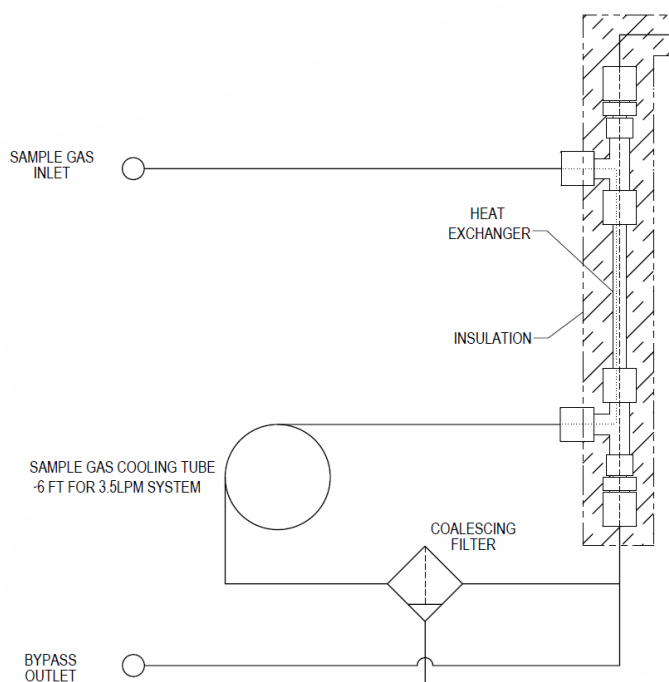 SAMPLE GAS
INLET
HEAT
EXCHANGER
INSULATION
SAMPLE GAS COOLING TUBE
-6 FT FOR 3.5LPM SYSTEM
COALESCING
FILTER
BYPASS
OUTLET